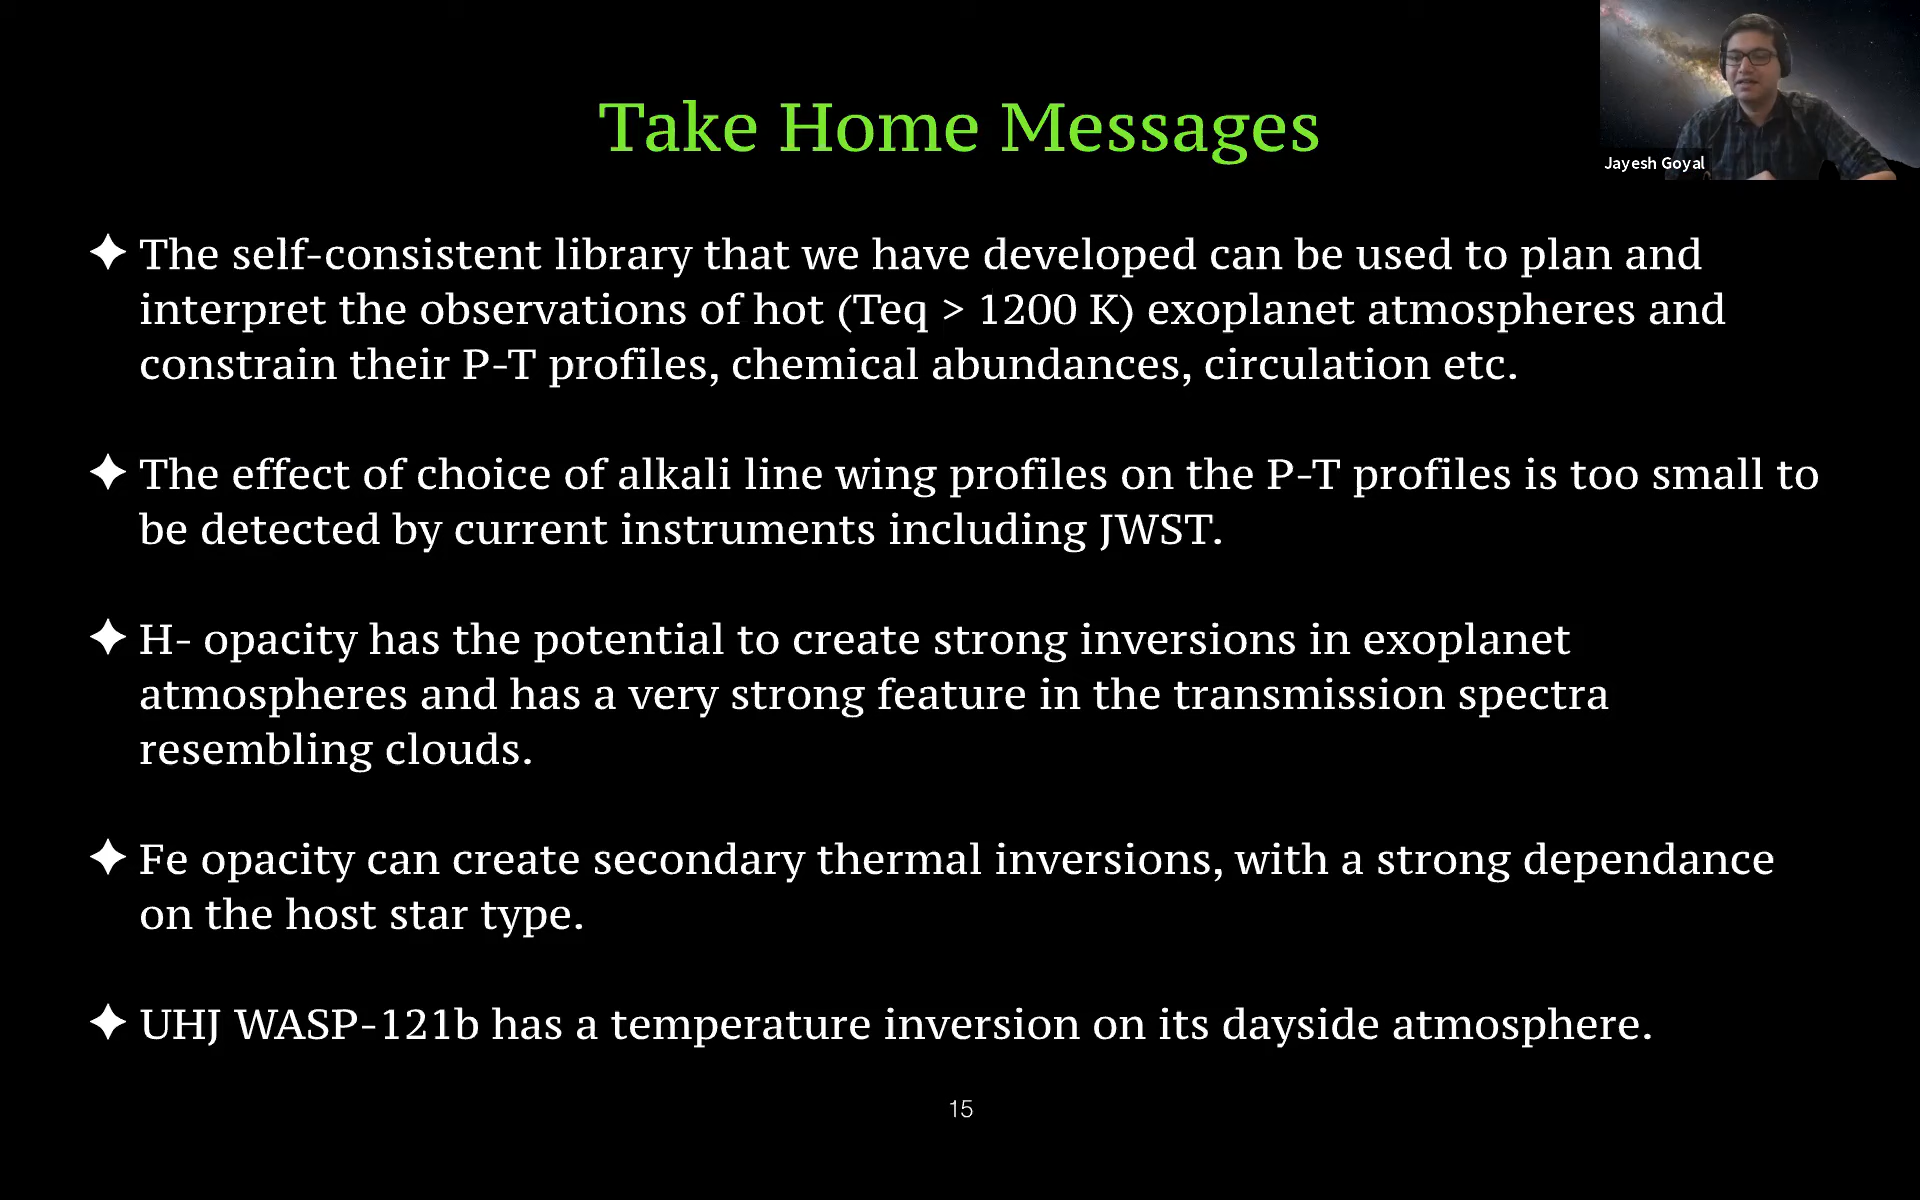 Jayesh Goyal
Take Home Messages
✦ The self-consistent library that we have developed can be used to plan and
interpret the observations of hot (Teq > 1200 K) exoplanet atmospheres and
constrain their P-T profiles, chemical abundances, circulation etc.
✦ The effect of choice of alkali line wing profiles on the P-T profiles is too small to
be detected by current instruments including JWST.
✦ H- opacity has the potential to create strong inversions in exoplanet
atmospheres and has a very strong feature in the transmission spectra
resembling clouds.
✦ Fe opacity can create secondary thermal inversions, with a strong dependance
on the host star type.
✦ UHJ WASP-121b has a temperature inversion on its dayside atmosphere.
15